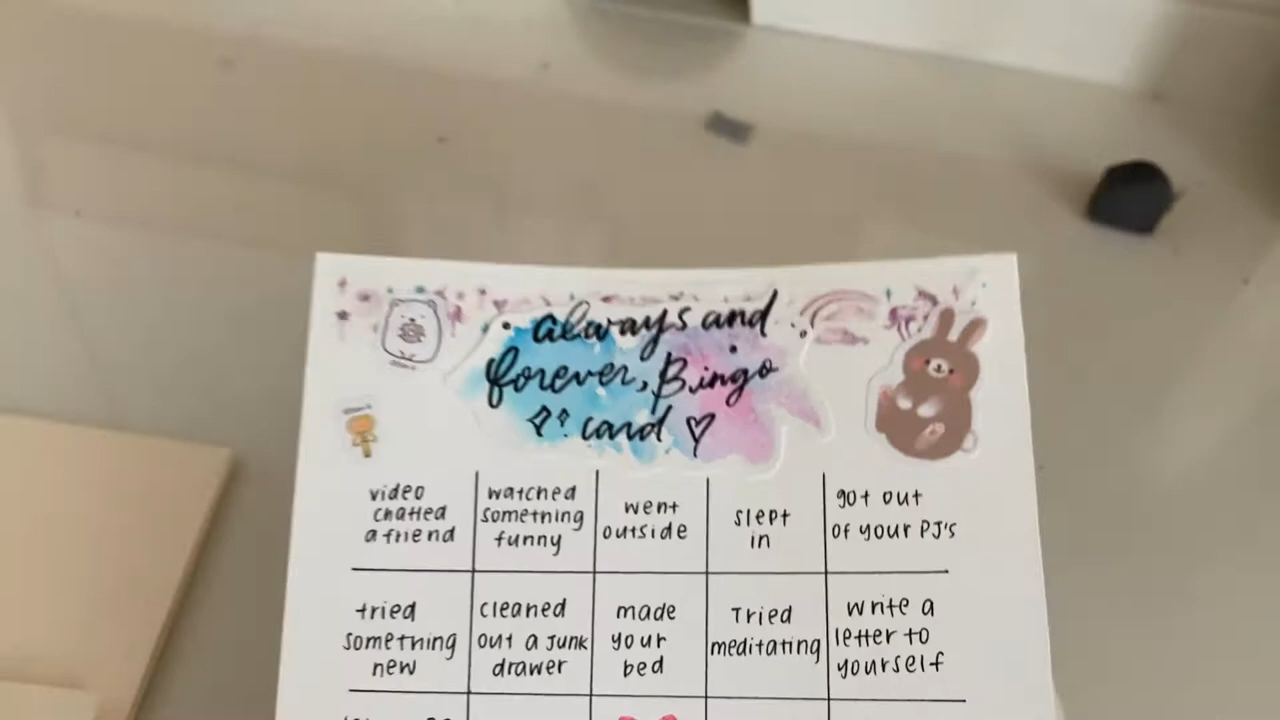 always and
forever, Bingo
card
video
chatted
a friend
watched
something
funny
went
outside
slept
in
got out
of your PJ's
tried
something
new
cleaned
out a junk
drawer
made
your
bed
Tried
meditating
write a
letter to
yourself